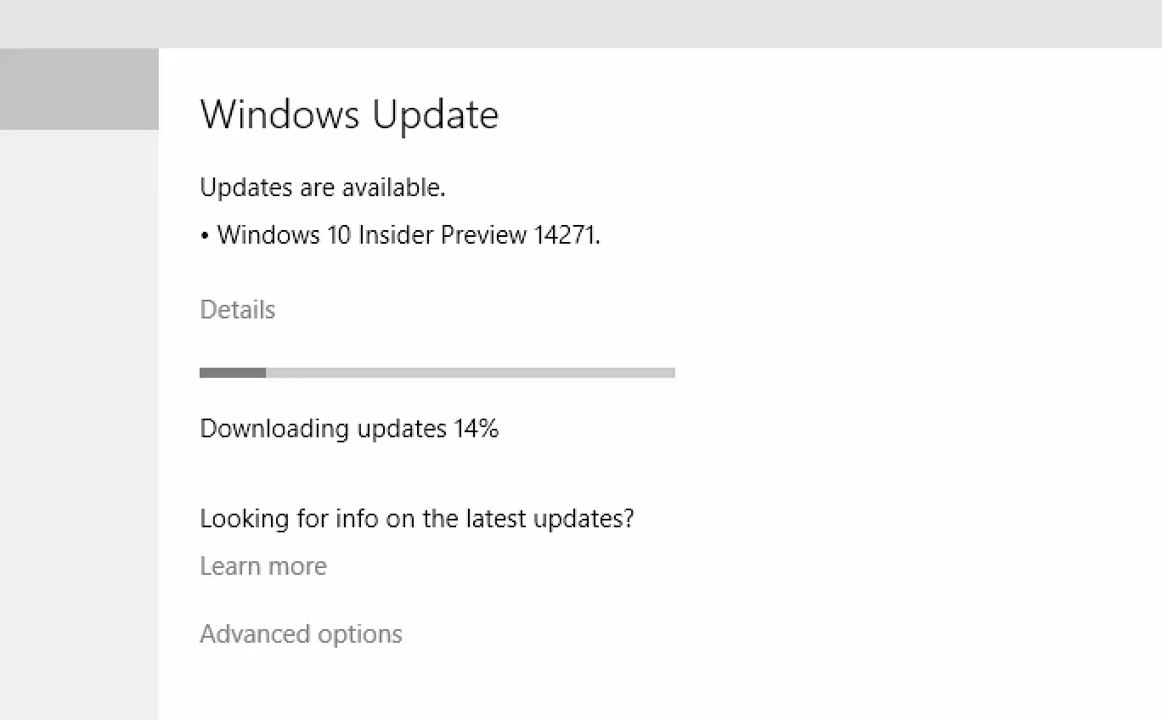 Windows Update
Updates are available.
• Windows 10 Insider Preview 14271.
Details
Downloading updates 14%
Looking for info on the latest updates?
Learn more
Advanced options